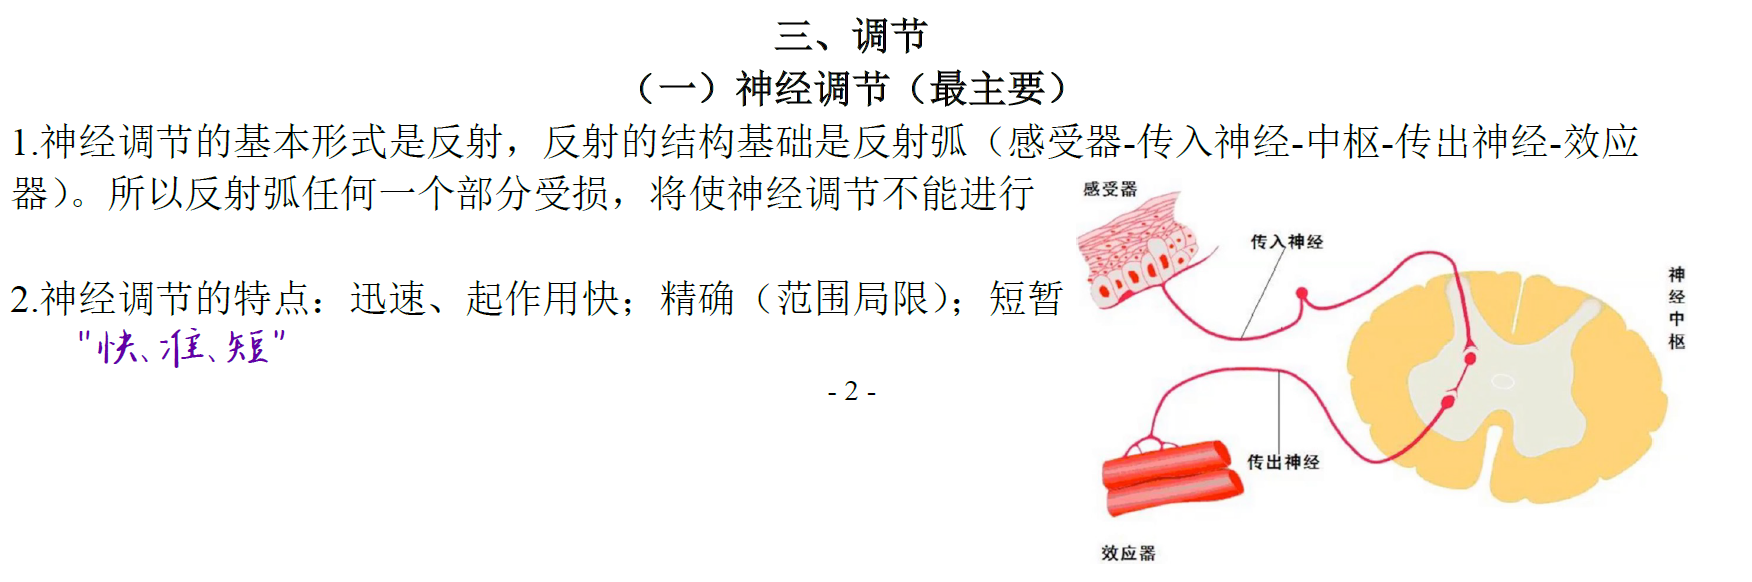 三、调节
（一）神经调节（最主要）
1.神经调节的基本形式是反射，反射的结构基础是反射弧（感受器-传入神经-中枢-传出神经-效应
器）。所以反射弧任何一个部分受损，将使神经调节不能进行
感受器
传入神经
神经中枢
2.神经调节的特点：迅速、起作用快；精确（范围局限）；短暂
"快、准、短"
- 2 -
传出神经
效应器